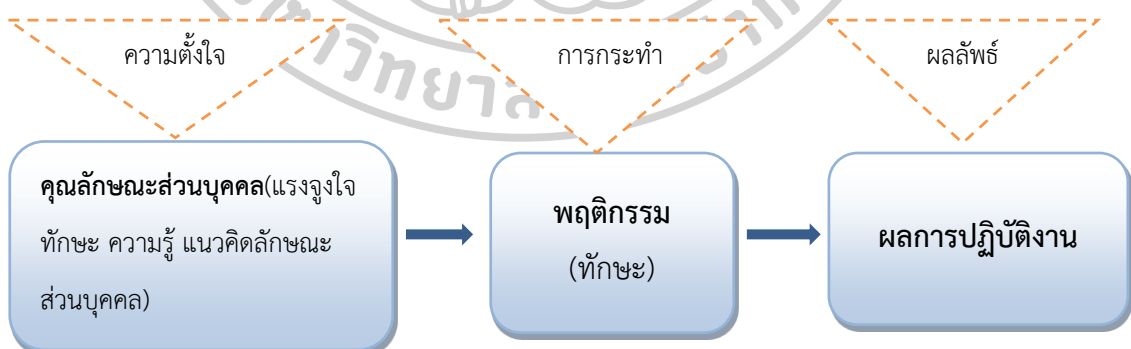 ความตั้งใจ
การกระทำ
ผลลัพธ์
คุณลักษณะส่วนบุคคล(แรงจูงใจ
ทักษะ ความรู้ แนวคิดลักษณะ
ส่วนบุคคล)
พฤติกรรม
(ทักษะ)
ผลการปฏิบัติงาน